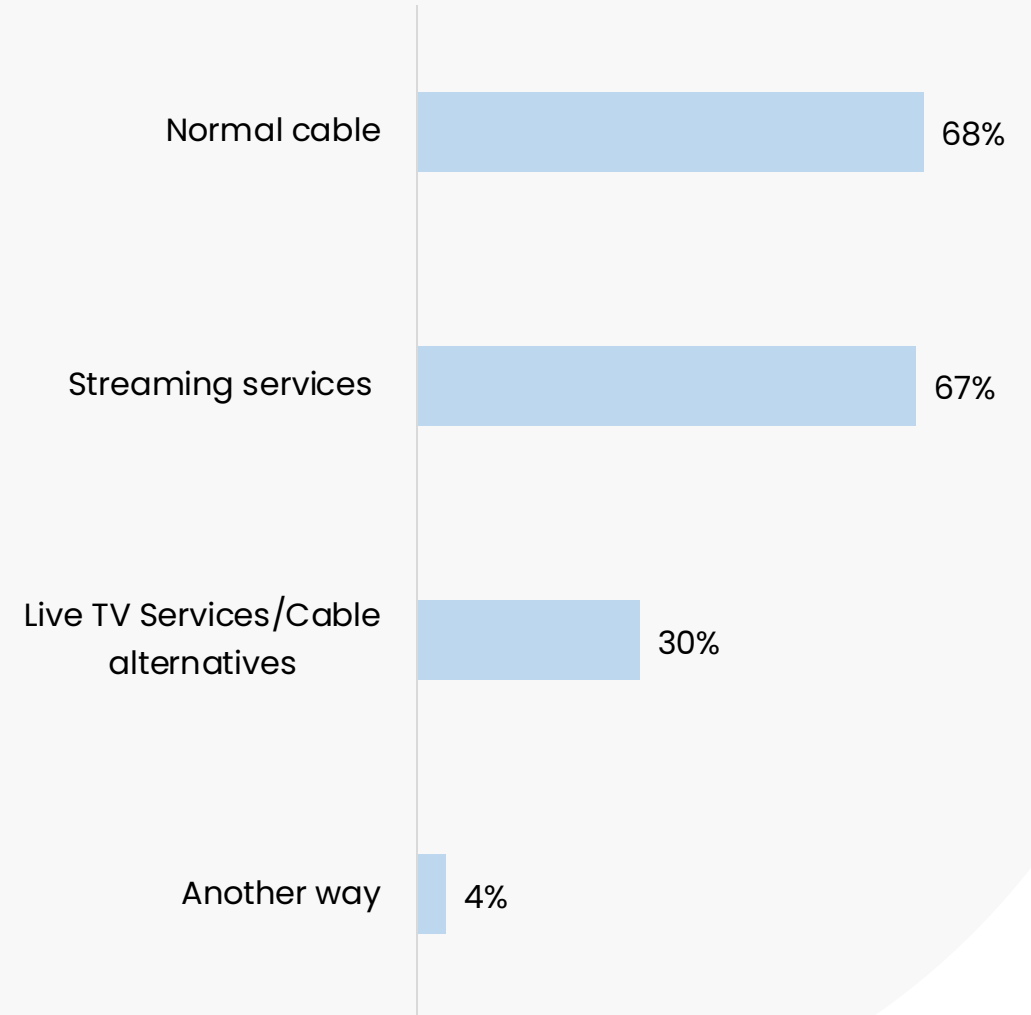 Normal cable 68%
Streaming services 67%
Live TV Services/Cable
alternatives 30%
Another way 4%